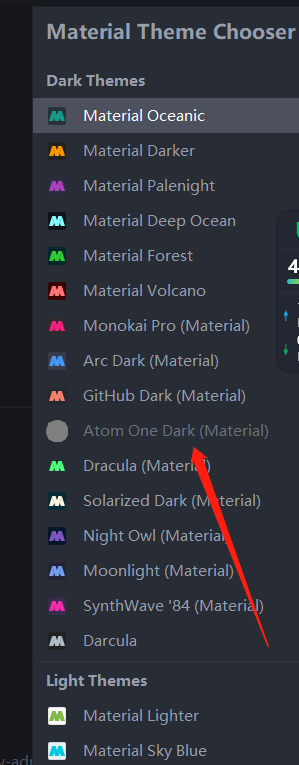 Material Theme Chooser
Dark Themes
Material Oceanic
Material Darker
Material Palenight
Material Deep Ocean
Material Forest
Material Volcano
Monokai Pro (Material)
Arc Dark (Material)
GitHub Dark (Material)
Atom One Dark (Material)
Dracula (Material)
Solarized Dark (Material)
Night Owl (Material)
Moonlight (Material)
SynthWave '84 (Material)
Darcula
Light Themes
Material Lighter
Material Sky Blue
4